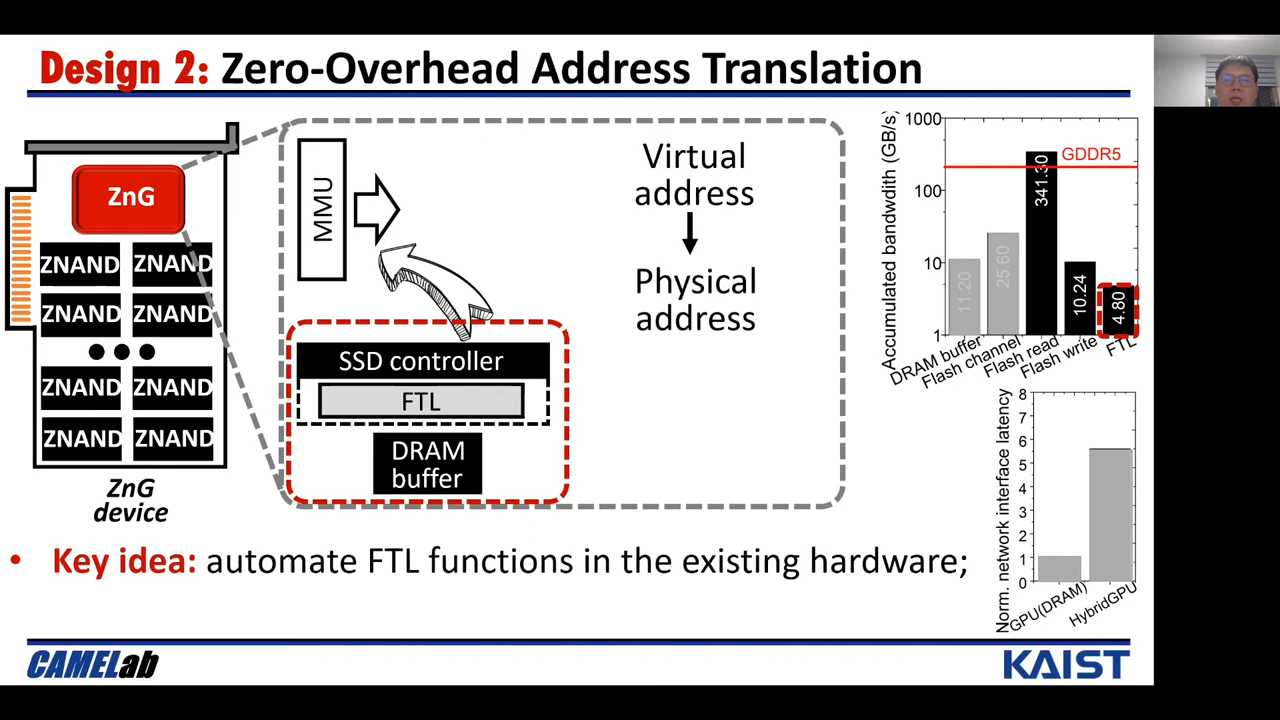 Design 2: Zero-Overhead Address Translation
ZnG
ZNAND ZNAND
ZNAND ZNAND
ZNAND ZNAND
ZNAND ZNAND
ZnG
device
MMU
SSD controller
FTL
DRAM
buffer
Virtual
address
Physical
address
Accumulated bandwdith (GB/s)
1000
100
10
1
GDDR5
11.20
25.60
341.30
10.24
4.80
DRAM buffer
Flash channel
Flash read
Flash write
FTL
Norm. network interface latency
8
7
6
5
4
3
2
1
0
GPU(DRAM)
HybridGPU
• Key idea: automate FTL functions in the existing hardware;
CAMELab
KAIST